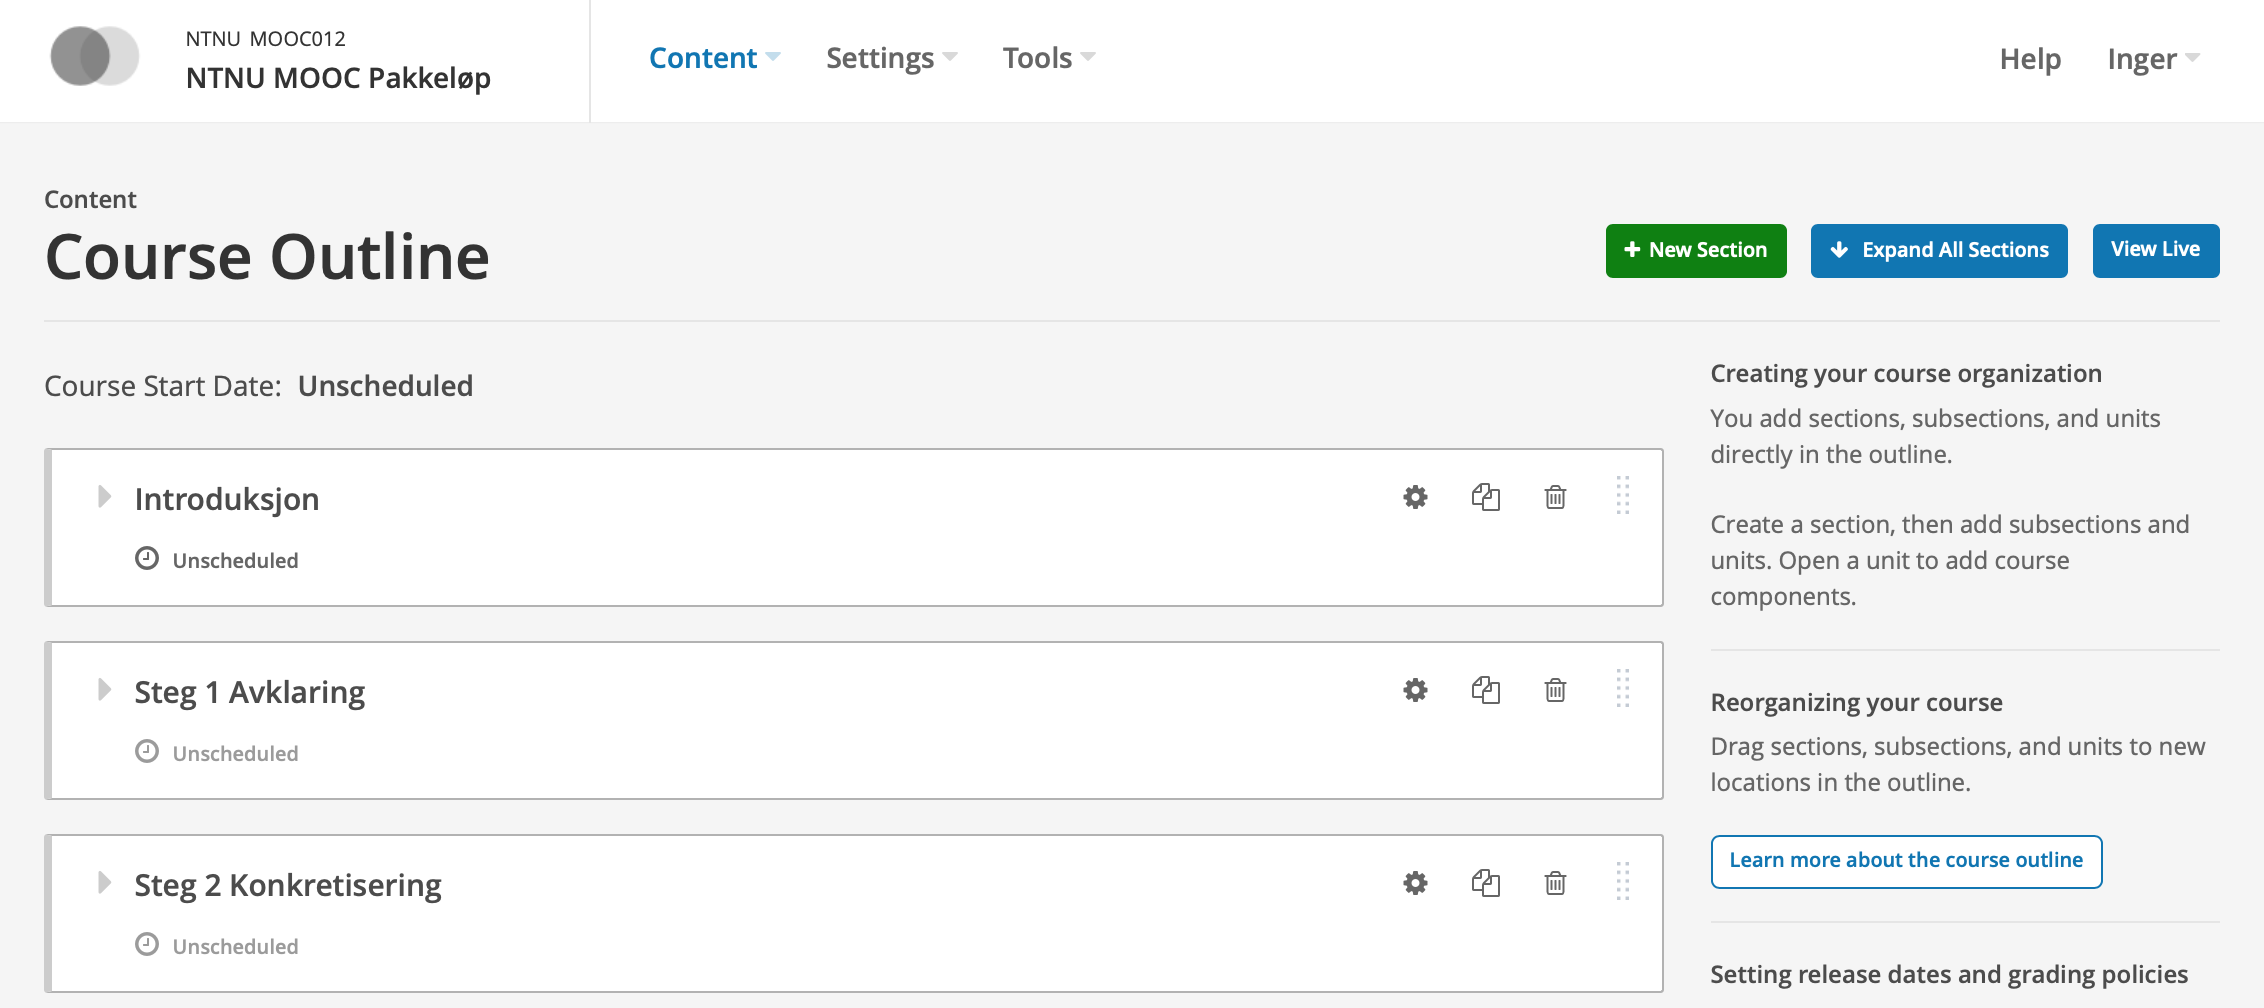 NTNU MOOC012
NTNU MOOC Pakkeløp
Content
Settings
Tools
Help
Inger
Content
Course Outline
New Section
Expand All Sections
View Live
Course Start Date: Unscheduled
Introduksjon
Unscheduled
Steg 1 Avklaring
Unscheduled
Steg 2 Konkretisering
Unscheduled
Creating your course organization
You add sections, subsections, and units
directly in the outline.
Create a section, then add subsections and
units. Open a unit to add course
components.
Reorganizing your course
Drag sections, subsections, and units to new
locations in the outline.
Learn more about the course outline
Setting release dates and grading policies